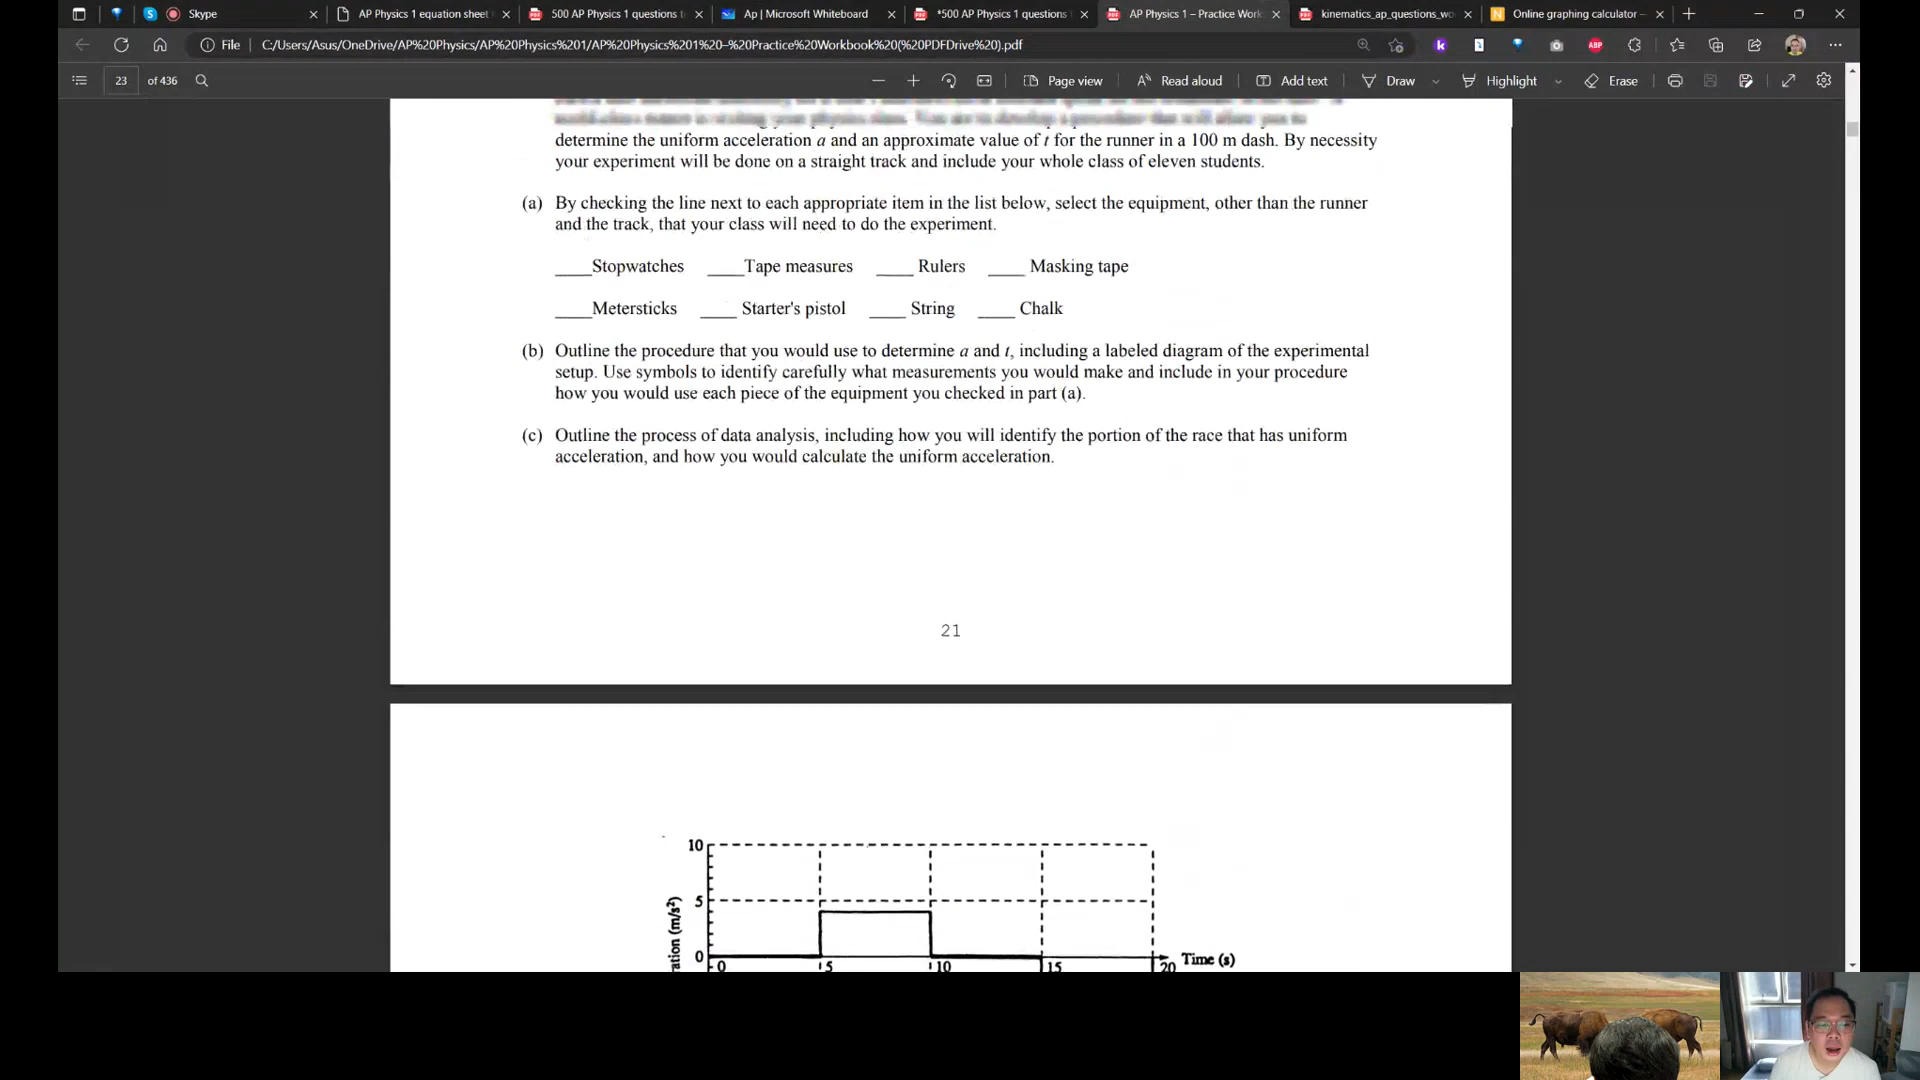 Skype
AP Physics 1 equation sheet
500 AP Physics 1 questions t
Ap | Microsoft Whiteboard
*500 AP Physics 1 questions
AP Physics 1 – Practice Work
kinematics_ap_questions_wo
Online graphing calculator –
File
C:/Users/Asus/OneDrive/AP%20Physics/AP%20Physics%201/AP%20Physics%201%20–%20Practice%20Workbook%20(%20PDFDrive%20).pdf
ABP
23 of 436
Page view
Read aloud
Add text
Draw
Highlight
Erase
determine the uniform acceleration a and an approximate value of t for the runner in a 100 m dash. By necessity
your experiment will be done on a straight track and include your whole class of eleven students.
(a) By checking the line next to each appropriate item in the list below, select the equipment, other than the runner
and the track, that your class will need to do the experiment.
____Stopwatches ____Tape measures ____ Rulers ____ Masking tape
____Metersticks ____ Starter's pistol ____ String ____ Chalk
(b) Outline the procedure that you would use to determine a and t, including a labeled diagram of the experimental
setup. Use symbols to identify carefully what measurements you would make and include in your procedure
how you would use each piece of the equipment you checked in part (a).
(c) Outline the process of data analysis, including how you will identify the portion of the race that has uniform
acceleration, and how you would calculate the uniform acceleration.
21
10
5
0
ration (m/s²)
0 5 10 15 20
Time (s)